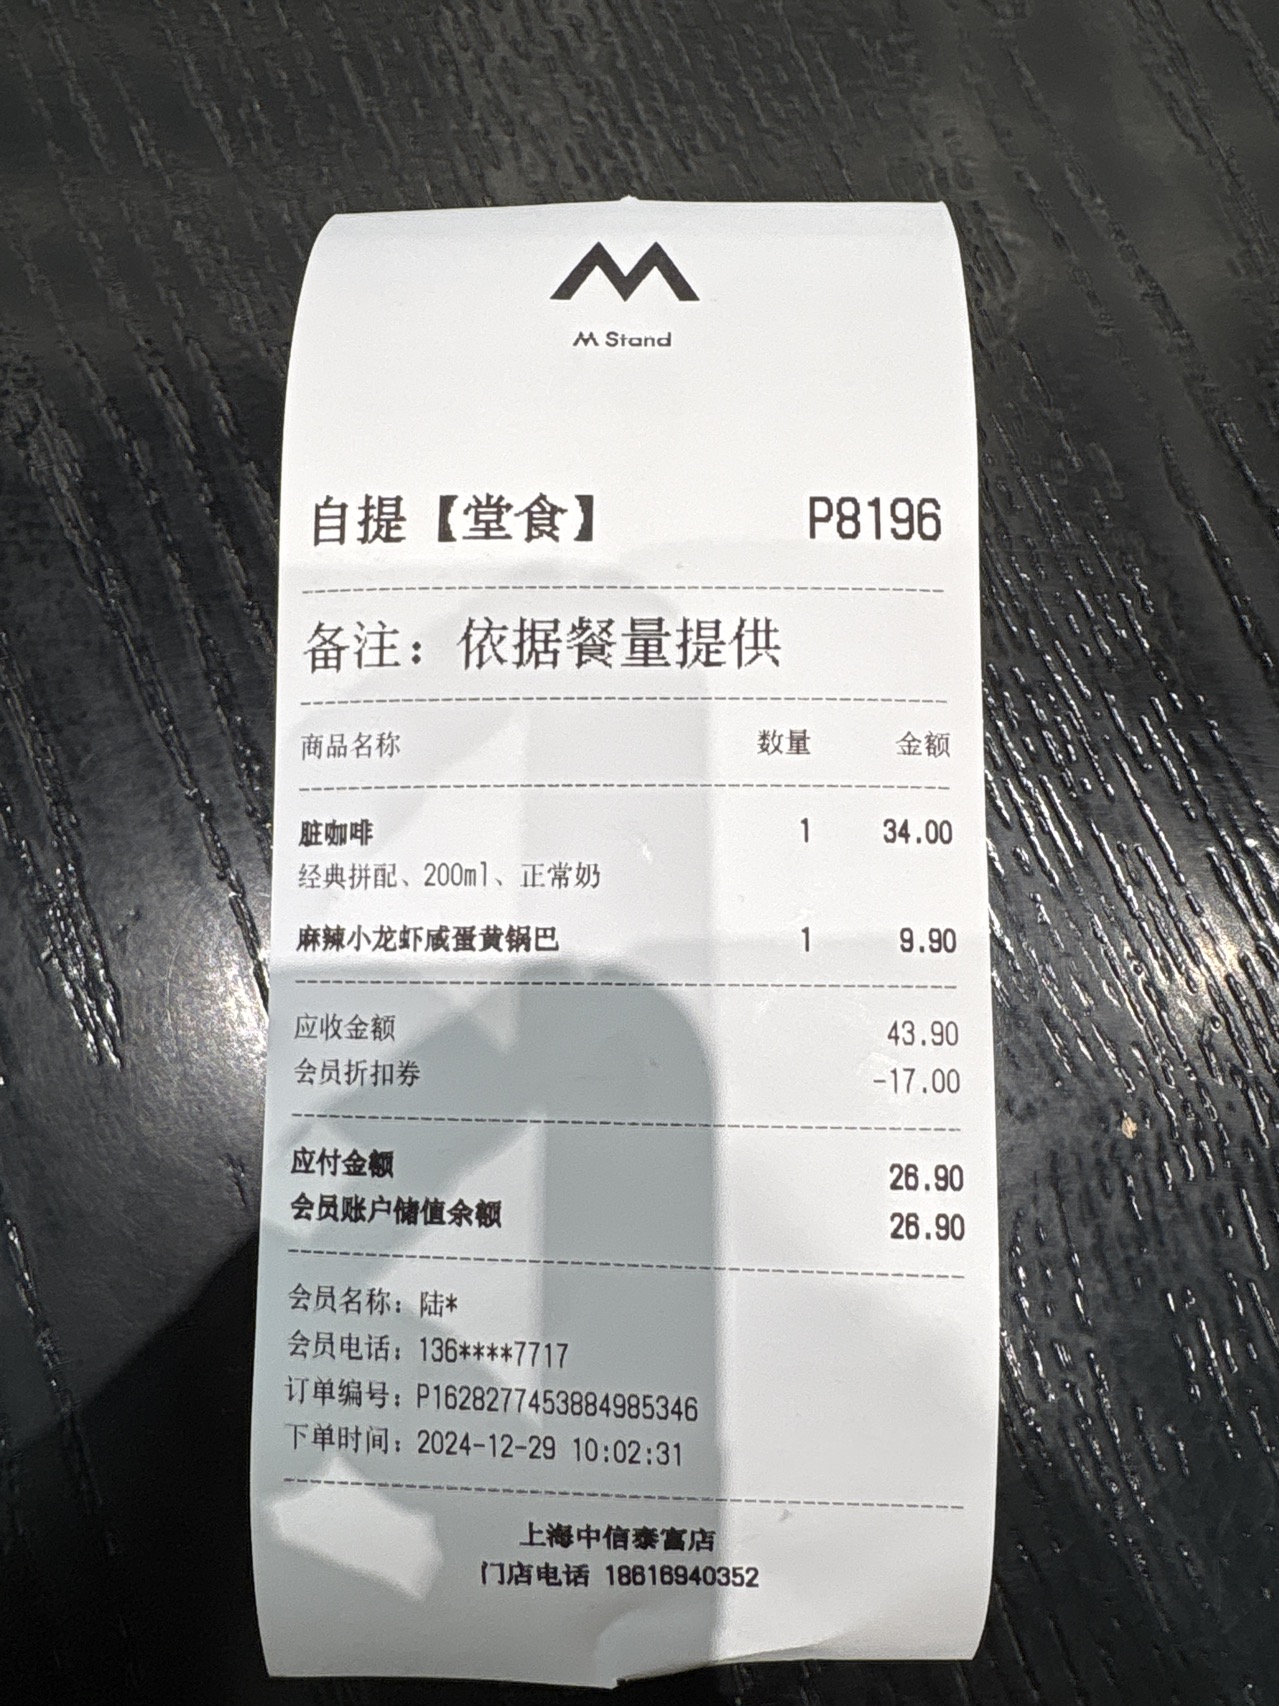 M Stand
自提【堂食】 P8196
备注：依据餐量提供
商品名称 数量 金额
脏咖啡 1 34.00
经典拼配、200ml、正常奶
麻辣小龙虾咸蛋黄锅巴 1 9.90
应收金额 43.90
会员折扣券 -17.00
应付金额 26.90
会员账户储值余额 26.90
会员名称：陆*
会员电话：136****7717
订单编号：P1628277453884985346
下单时间：2024-12-29 10:02:31
上海中信泰富店
门店电话 18616940352